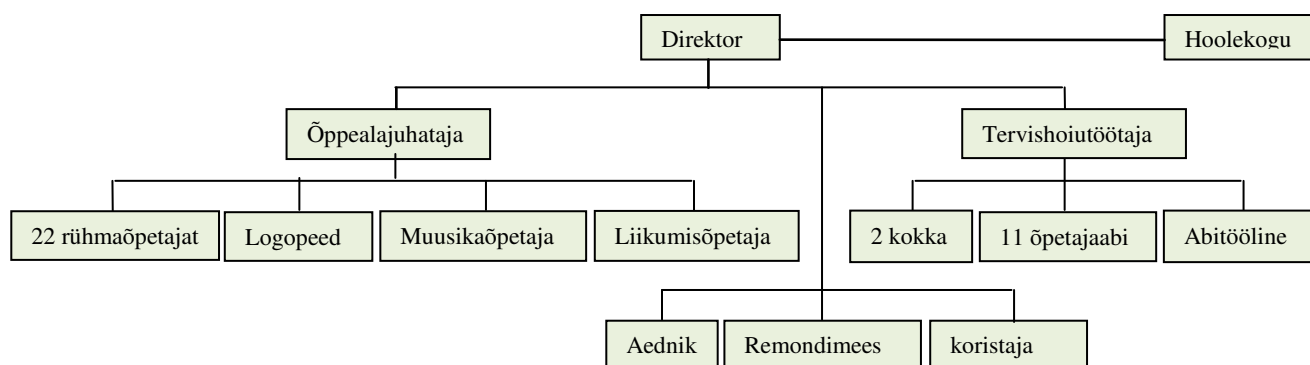 Direktor
Hoolekogu
Õppealajuhataja
Tervishoiutöötaja
22 rühmaõpetajat
Logopeed
Muusikaõpetaja
Liikumisõpetaja
2 kokka
11 õpetajaabi
Abitööline
Aednik
Remondimees
koristaja